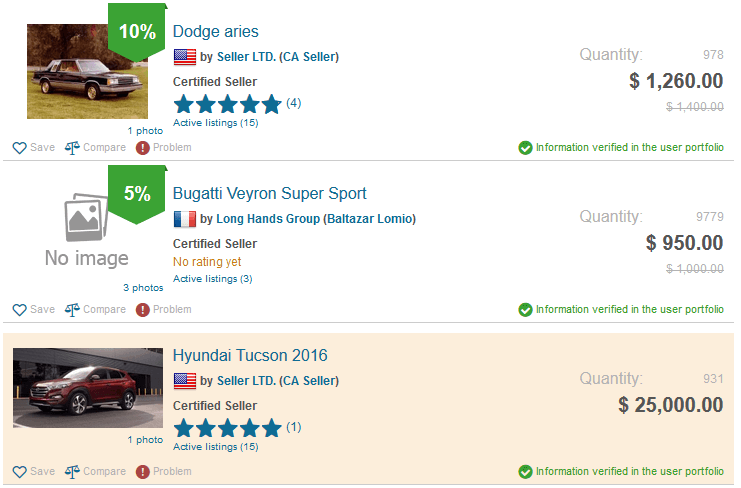 10%
Dodge aries
by Seller LTD. (CA Seller)
Certified Seller
(4)
Active listings (15)
Quantity: 978
$ 1,260.00
$ 1,400.00
1 photo
Save Compare Problem
Information verified in the user portfolio
5%
Bugatti Veyron Super Sport
by Long Hands Group (Baltazar Lomio)
Certified Seller
No rating yet
Active listings (3)
Quantity: 9779
$ 950.00
$ 1,000.00
No image
3 photos
Save Compare Problem
Information verified in the user portfolio
Hyundai Tucson 2016
by Seller LTD. (CA Seller)
Certified Seller
(1)
Active listings (15)
Quantity: 931
$ 25,000.00
1 photo
Save Compare Problem
Information verified in the user portfolio